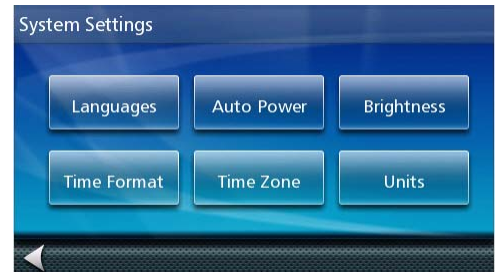 System Settings
Languages Auto Power Brightness
Time Format Time Zone Units